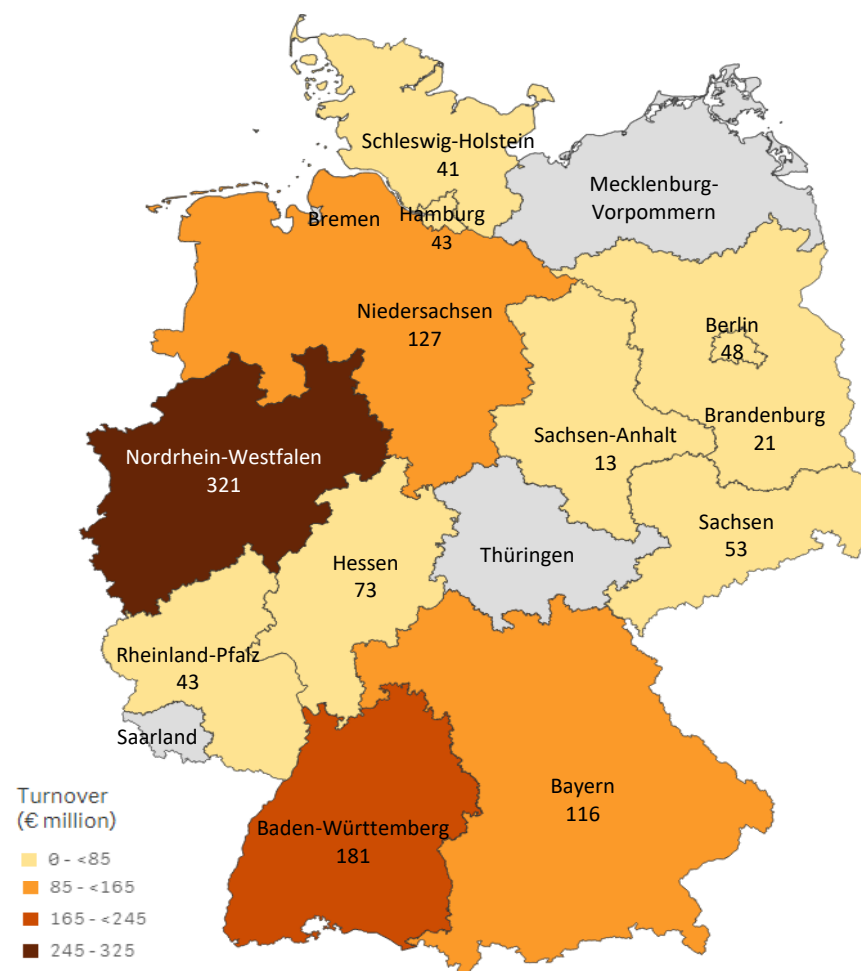 Schleswig-Holstein
41
Mecklenburg-
Vorpommern
Bremen
Hamburg
43
Niedersachsen
127
Berlin
48
Brandenburg
21
Sachsen-Anhalt
13
Nordrhein-Westfalen
321
Sachsen
53
Hessen
73
Thüringen
Rheinland-Pfalz
43
Saarland
Bayern
116
Baden-Württemberg
181
Turnover
(€ million)
0 - <85
85 - <165
165 - <245
245 - 325